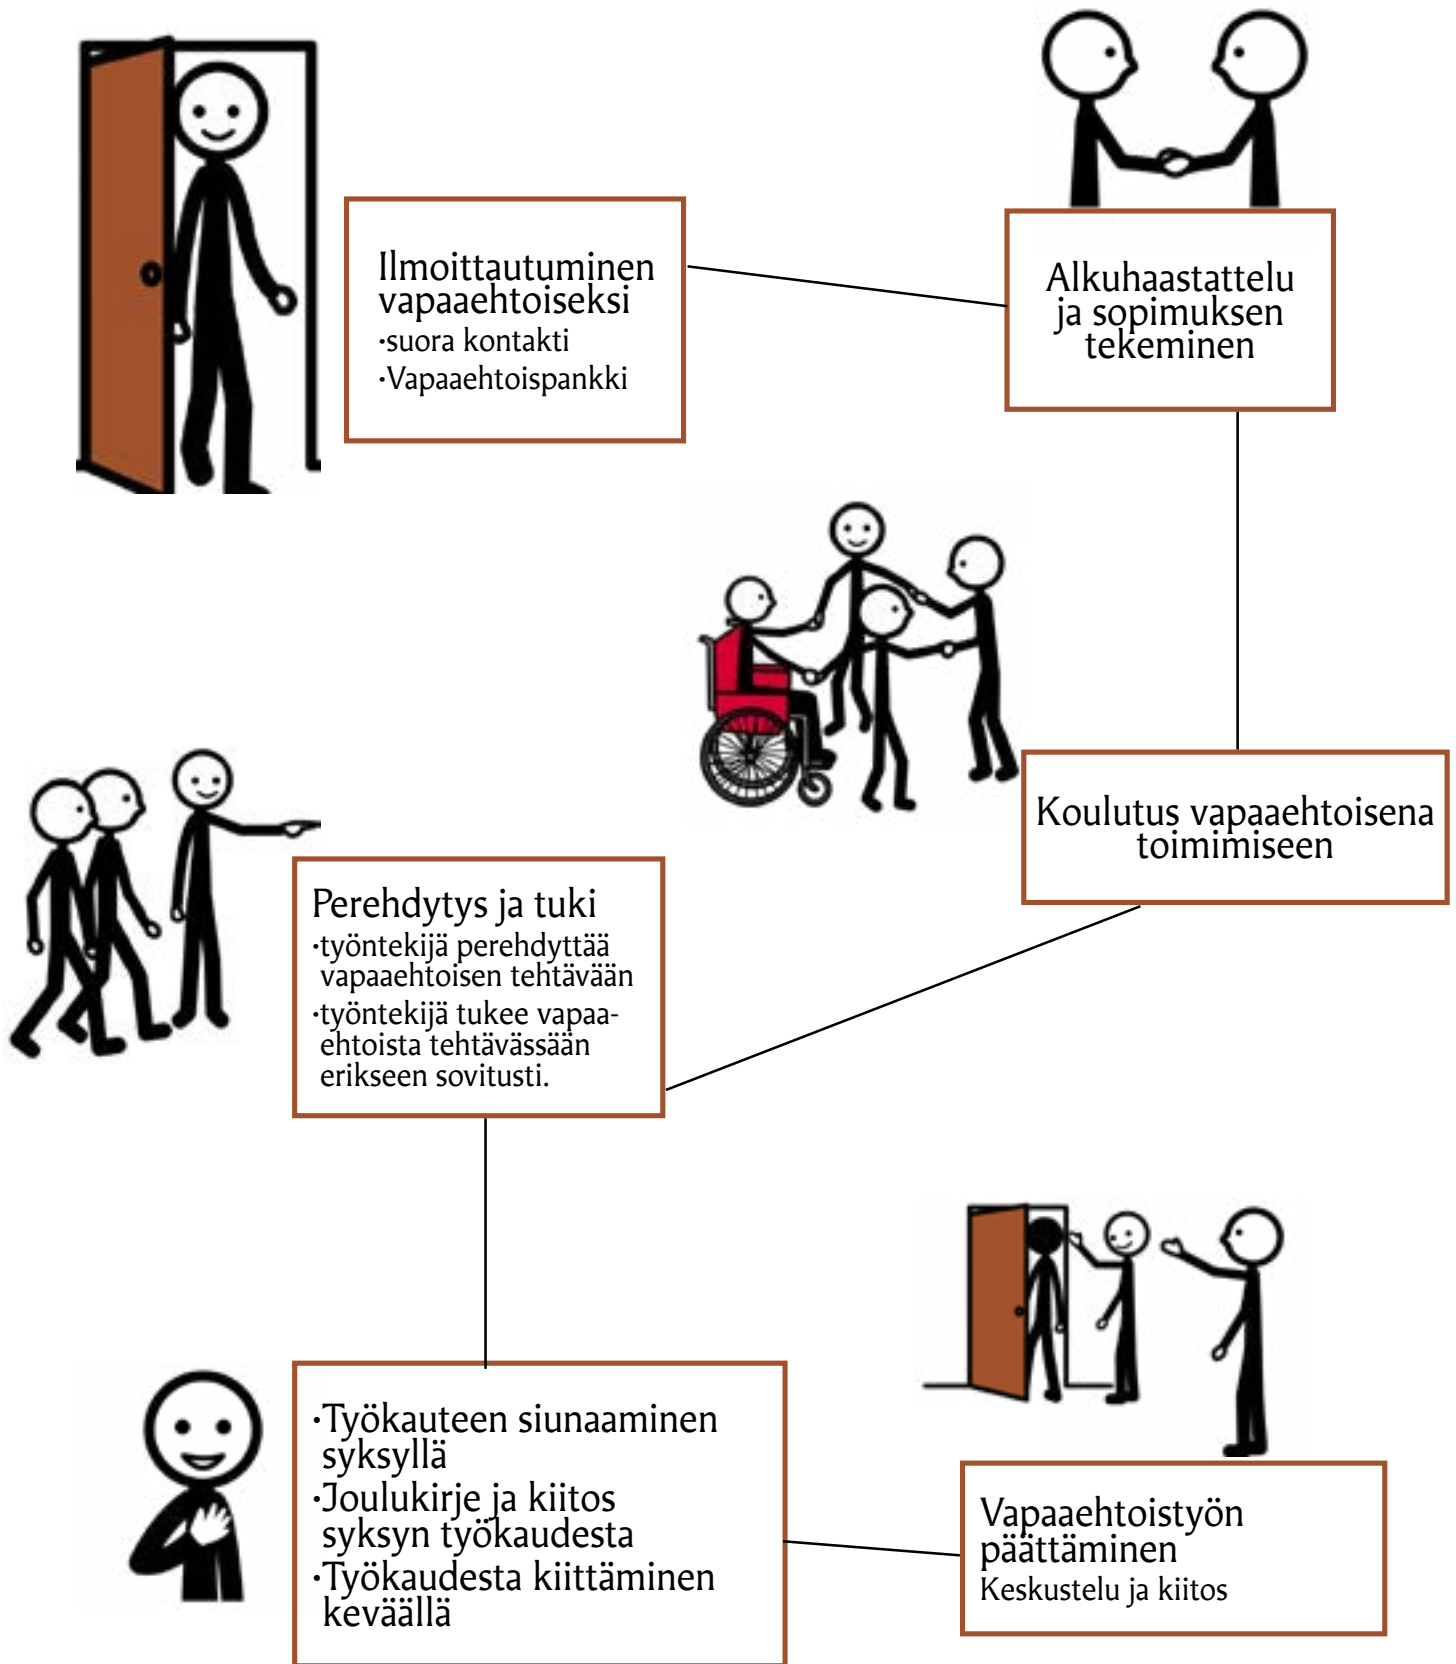 Ilmoittautuminen
vapaaehtoiseksi
·suora kontakti
·Vapaaehtoispankki
Alkuhaastattelu
ja sopimuksen
tekeminen
Koulutus vapaaehtoisena
toimimiseen
Perehdytys ja tuki
·työntekijä perehdyttää
vapaaehtoisen tehtävään
·työntekijä tukee vapaa-
ehtoista tehtävässään
erikseen sovitusti.
·Työkauteen siunaaminen
syksyllä
·Joulukirje ja kiitos
syksyn työkaudesta
·Työkaudesta kiittäminen
keväällä
Vapaaehtoistyön
päättäminen
Keskustelu ja kiitos